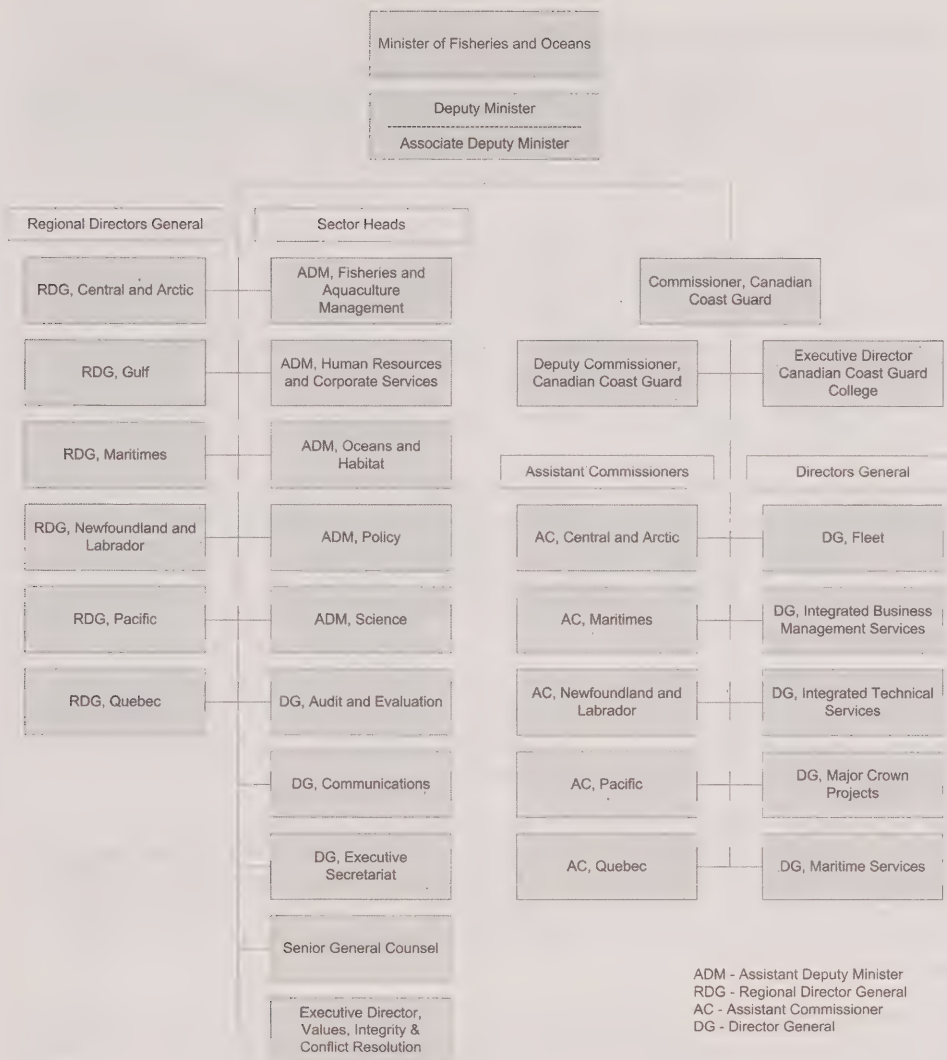 Minister of Fisheries and Oceans
Deputy Minister
Associate Deputy Minister
Regional Directors General
RDG, Central and Arctic
RDG, Gulf
RDG, Maritimes
RDG, Newfoundland and
Labrador
RDG, Pacific
RDG, Quebec
Sector Heads
ADM, Fisheries and
Aquaculture
Management
ADM, Human Resources
and Corporate Services
ADM, Oceans and
Habitat
ADM, Policy
ADM, Science
DG, Audit and Evaluation
DG, Communications
DG, Executive
Secretariat
Senior General Counsel
Executive Director,
Values, Integrity &
Conflict Resolution
Commissioner, Canadian
Coast Guard
Deputy Commissioner,
Canadian Coast Guard
Executive Director
Canadian Coast Guard
College
Assistant Commissioners
AC, Central and Arctic
AC, Maritimes
AC, Newfoundland and
Labrador
AC, Pacific
AC, Quebec
Directors General
DG, Fleet
DG, Integrated Business
Management Services
DG, Integrated Technical
Services
DG, Major Crown
Projects
DG, Maritime Services
ADM - Assistant Deputy Minister
RDG - Regional Director General
AC - Assistant Commissioner
DG - Director General